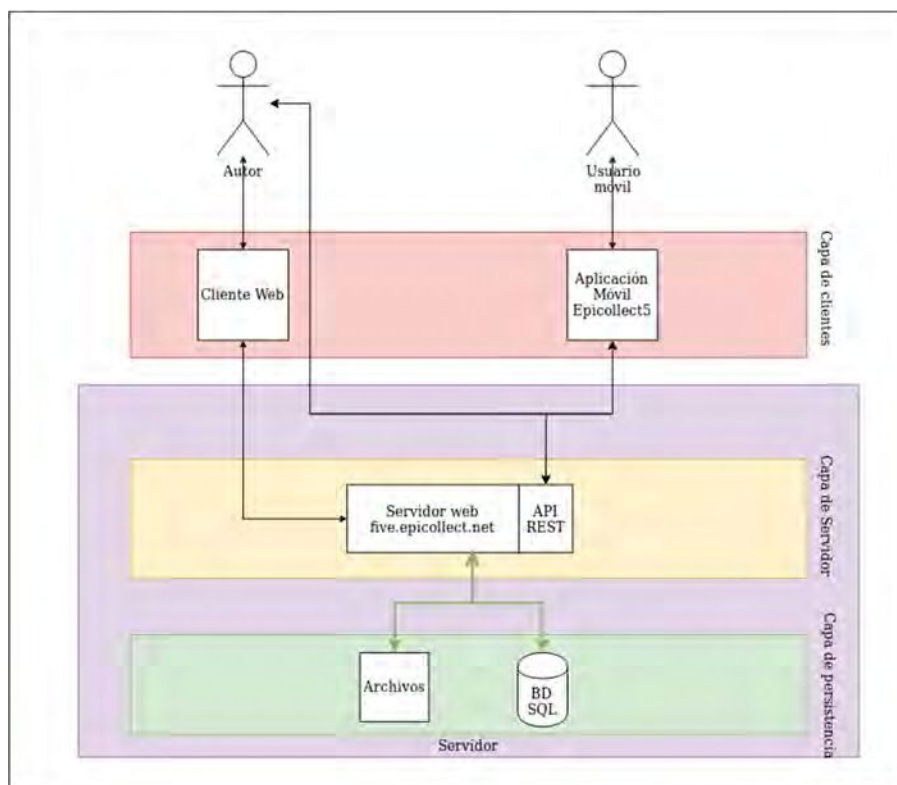 Autor
Usuario
móvil
Cliente Web
Aplicación
Móvil
Epicollect5
Capa de clientes
Servidor web
five.epicollect.net
API
REST
Capa de Servidor
Archivos
BD
SQL
Capa de persistencia
Servidor